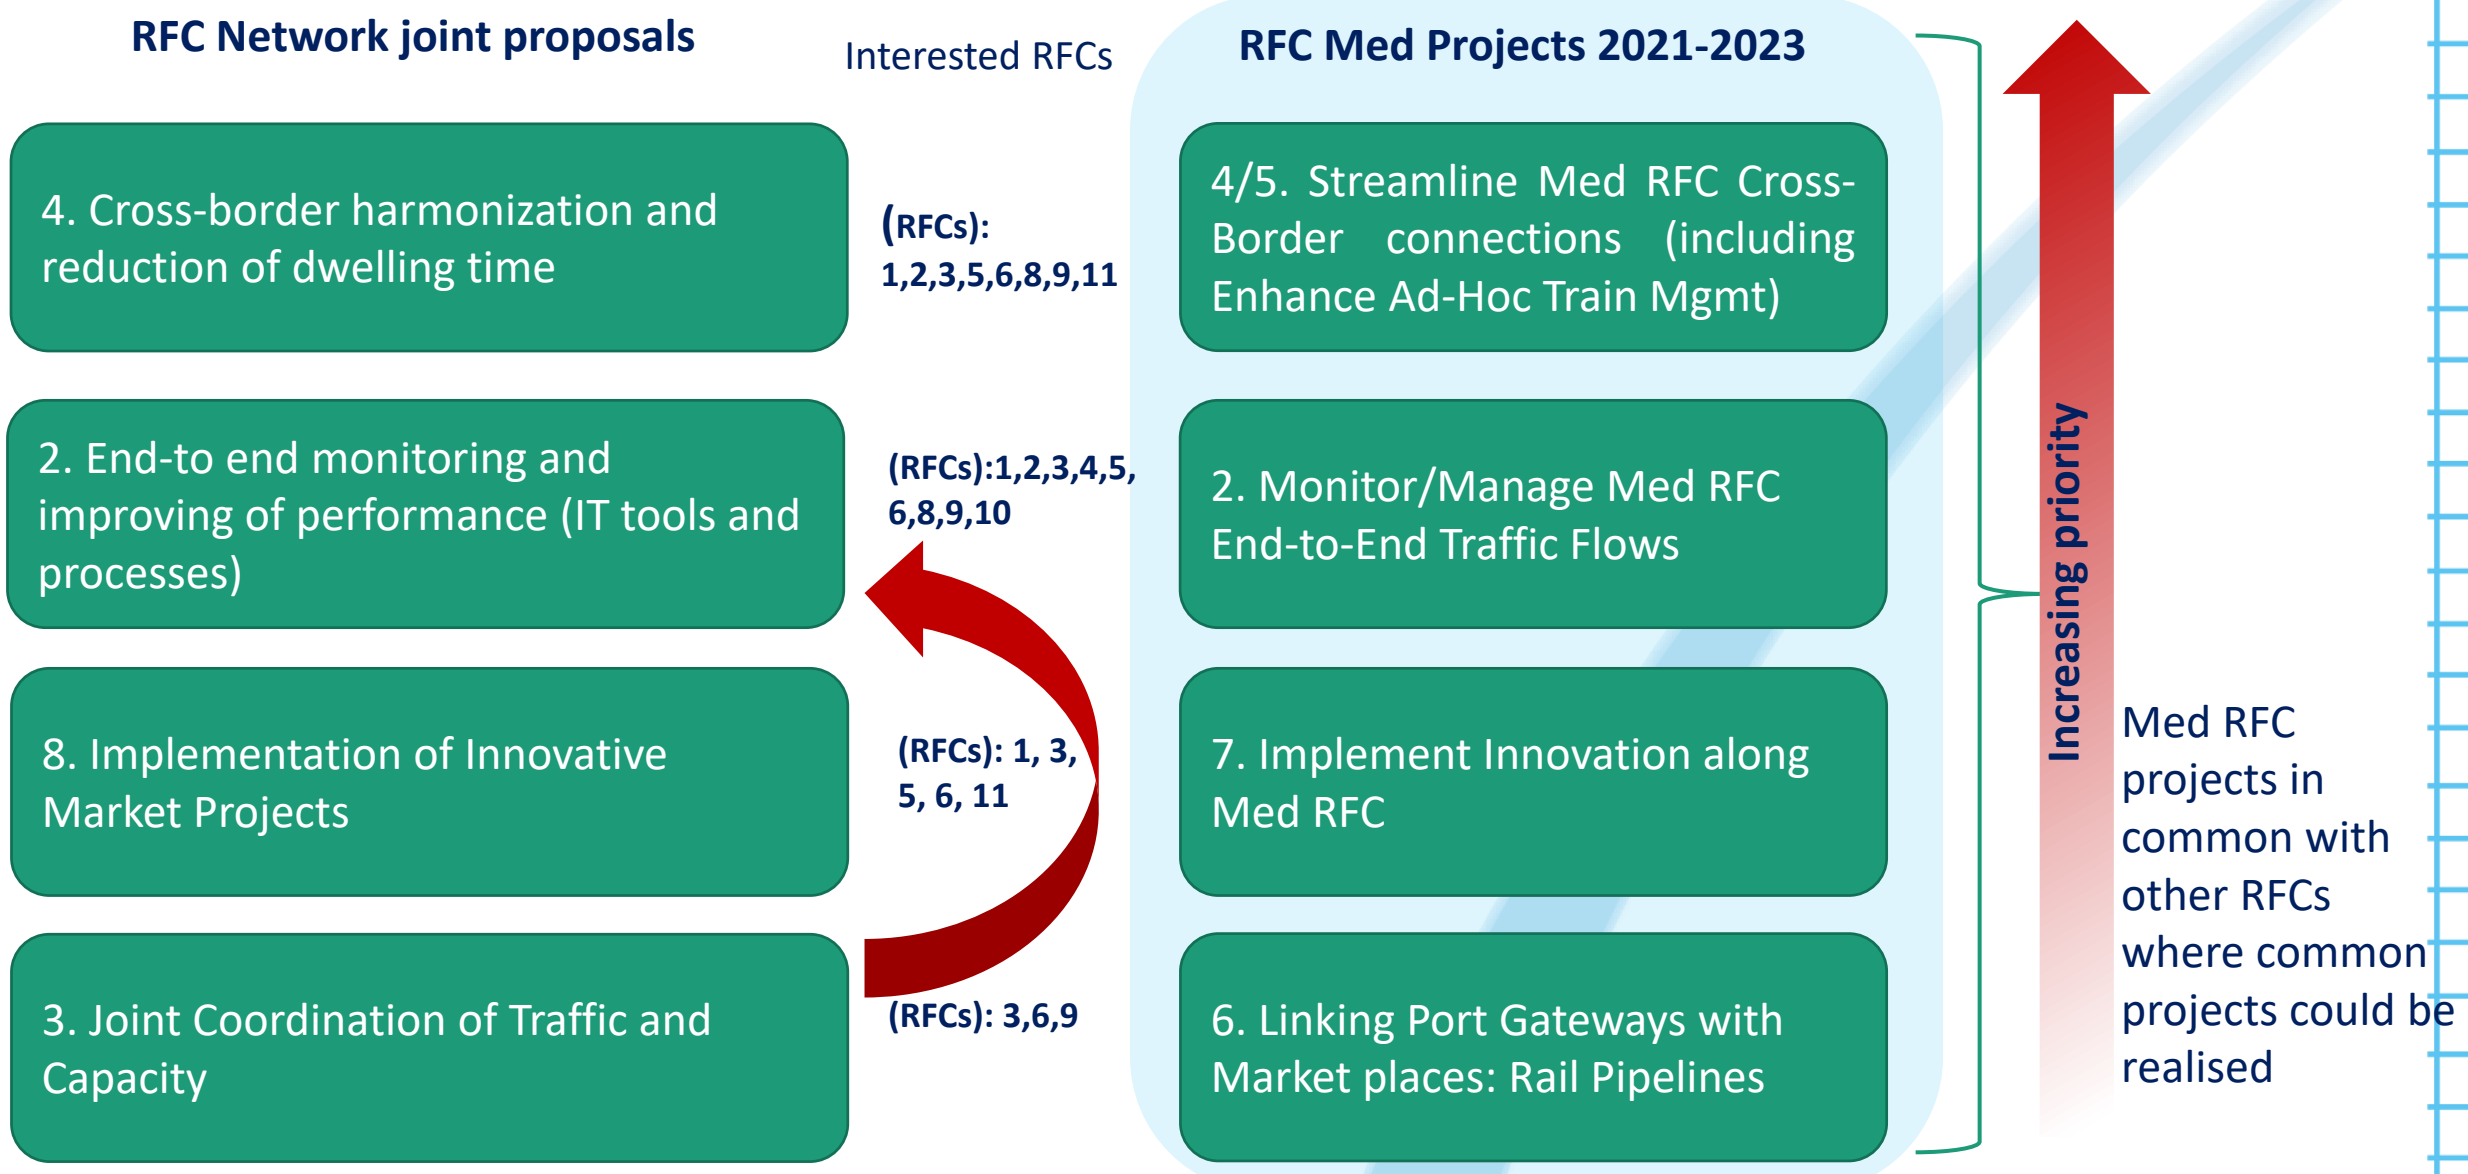 RFC Network joint proposals
Interested RFCs
RFC Med Projects 2021-2023
4. Cross-border harmonization and
reduction of dwelling time
(RFCs):
1,2,3,5,6,8,9,11
4/5. Streamline Med RFC Cross-
Border connections (including
Enhance Ad-Hoc Train Mgmt)
2. End-to end monitoring and
improving of performance (IT tools and
processes)
(RFCs):1,2,3,4,5,
6,8,9,10
2. Monitor/Manage Med RFC
End-to-End Traffic Flows
8. Implementation of Innovative
Market Projects
(RFCs): 1, 3,
5, 6, 11
7. Implement Innovation along
Med RFC
3. Joint Coordination of Traffic and
Capacity
(RFCs): 3,6,9
6. Linking Port Gateways with
Market places: Rail Pipelines
Increasing priority
Med RFC
projects in
common with
other RFCs
where common
projects could be
realised